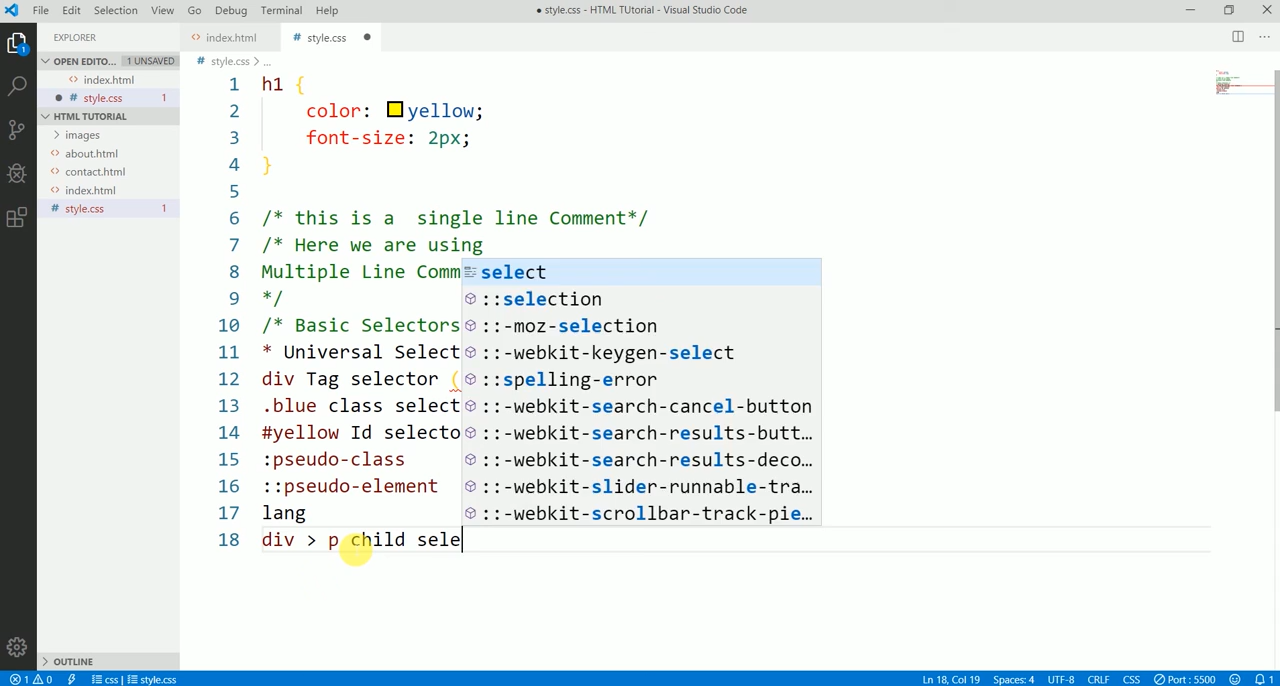 File Edit Selection View Go Debug Terminal Help
● style.css - HTML TUtorial - Visual Studio Code
EXPLORER
index.html
# style.css ●
OPEN EDITO... 1 UNSAVED
# style.css > ...
index.html
● # style.css 1
HTML TUTORIAL
images
about.html
contact.html
index.html
# style.css 1
OUTLINE
1 h1 {
2 color: yellow;
3 font-size: 2px;
4 }
5
6 /* this is a  single line Comment*/
7 /* Here we are using
8 Multiple Line Comm
9 */
10 /* Basic Selectors
11 * Universal Select
12 div Tag selector (
13 .blue class select
14 #yellow Id selecto
15 :pseudo-class
16 ::pseudo-element
17 lang
18 div > p child sele
select
::selection
::-moz-selection
::-webkit-keygen-select
::spelling-error
::-webkit-search-cancel-button
::-webkit-search-results-butt...
::-webkit-search-results-deco...
::-webkit-slider-runnable-tra...
::-webkit-scrollbar-track-pie...
1
1 0 css | style.css Ln 18, Col 19 Spaces: 4 UTF-8 CRLF CSS Port : 5500 1